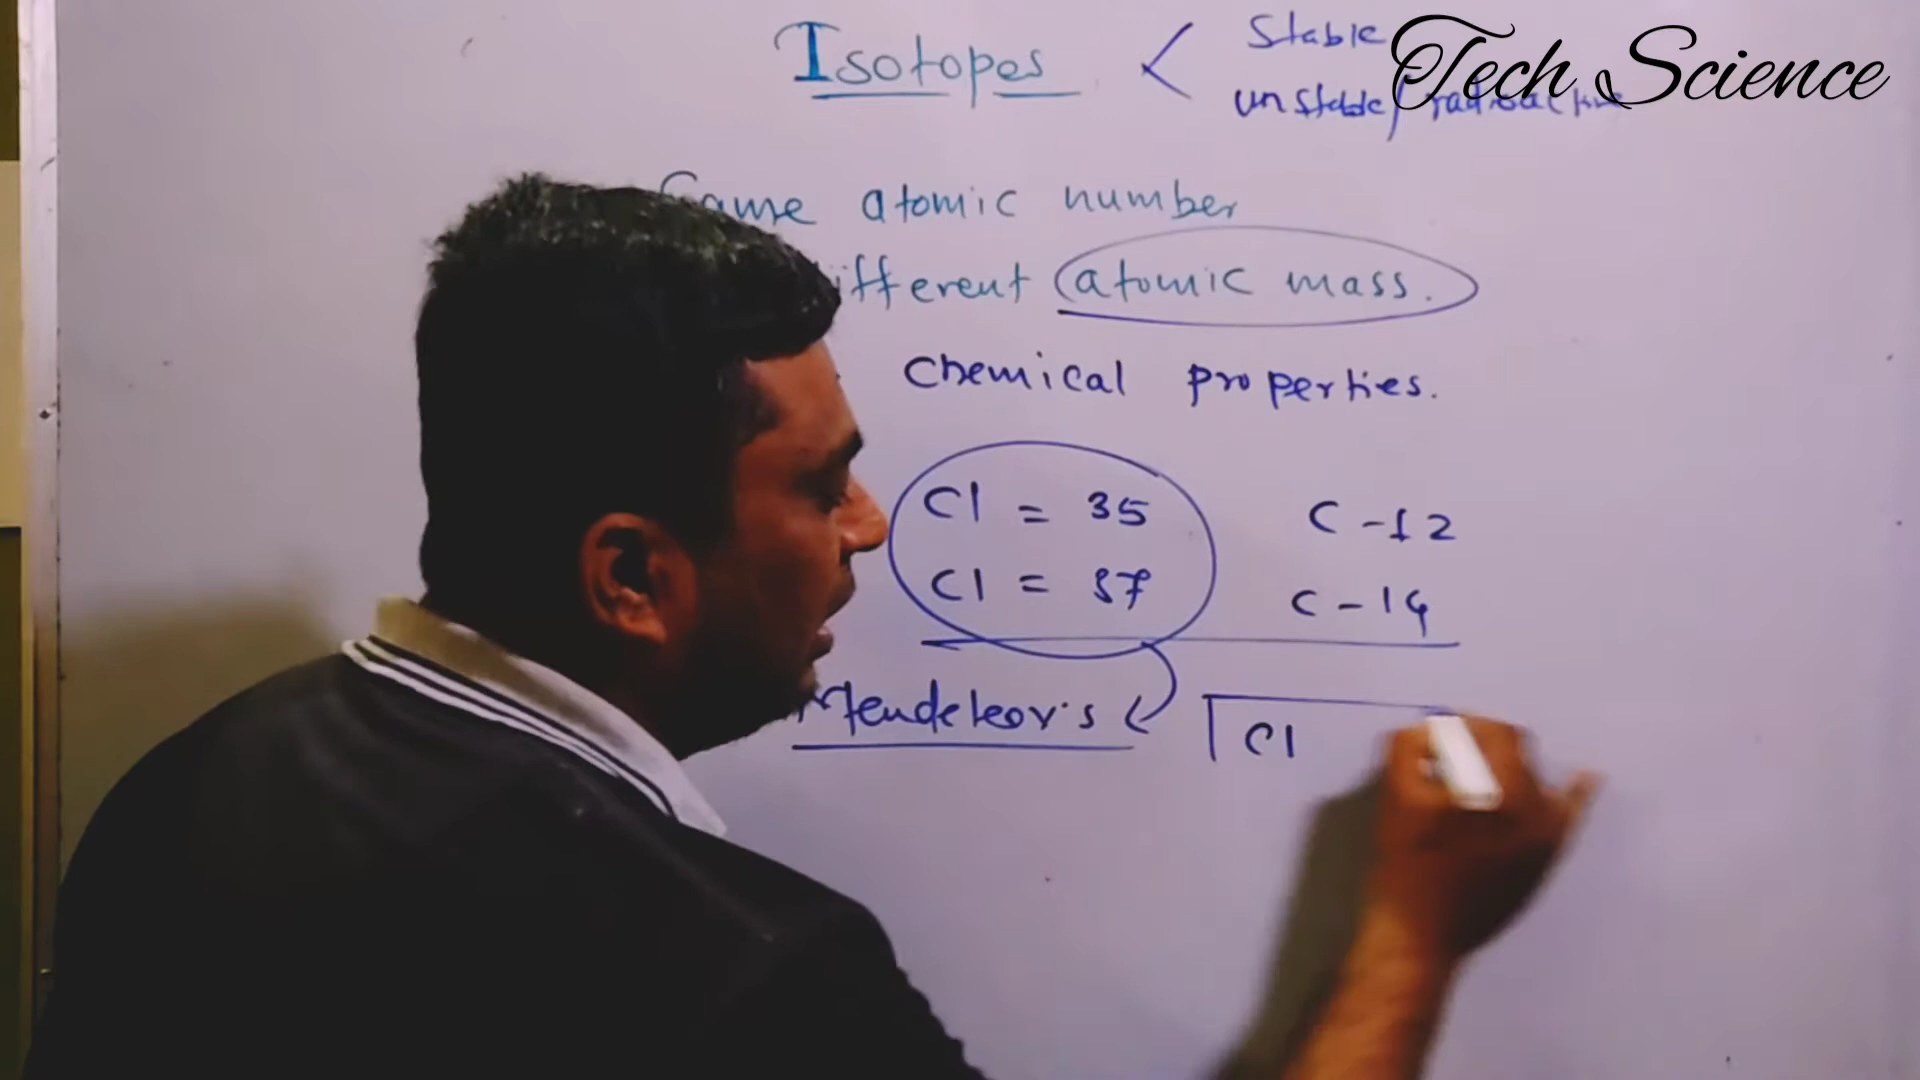 Isotopes < Stable
unstable/radioactive
Tech Science
Same atomic number
ifferent atomic mass.
Chemical properties.
Cl = 35 C-12
Cl = 37 C-14
Mendeleev's Cl